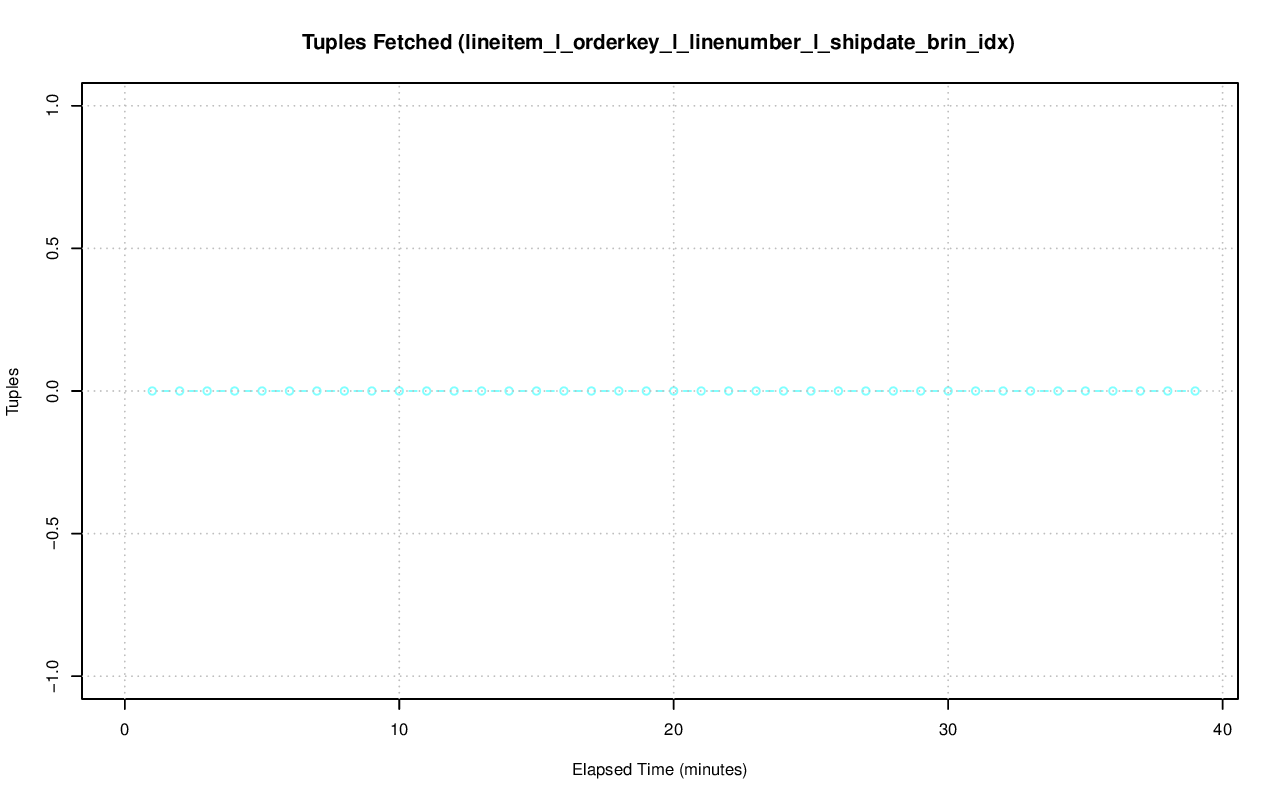 Tuples Fetched (lineitem_l_orderkey_l_linenumber_l_shipdate_brin_idx)
1.0
0.5
0.0
−0.5
−1.0
Tuples
0 10 20 30 40
Elapsed Time (minutes)